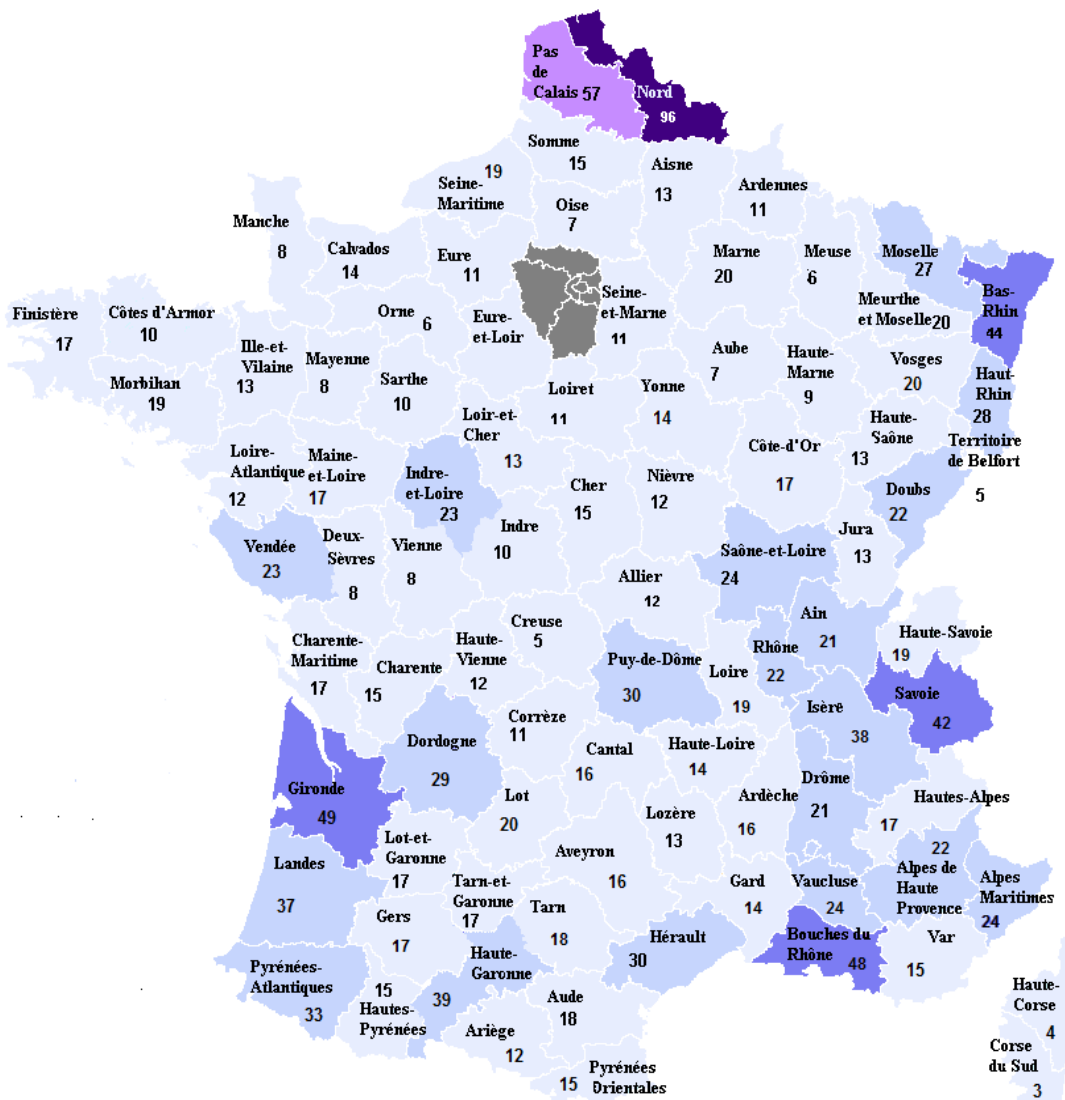 Pas
de
Calais 57
Nord
96
Somme
15
19
Seine-
Maritime
Aisne
13
Ardennes
11
Oise
7
Manche
8
Calvados
14
Eure
11
Marne
20
Meuse
6
Moselle
27
Bas-
Rhin
44
Meurthe
et Moselle 20
Seine-
et-Marne
11
Finistère
17
Côtes d'Armor
10
Orne
6
Eure-
et-Loir
Ille-et-
Vilaine
13
Mayenne
8
Morbihan
19
Sarthe
10
Aube
7
Haute-
Marne
9
Vosges
20
Haut-
Rhin
28
Loiret
11
Yonne
14
Loir-et-
Cher
13
Haute-
Saône
13
Territoire
de Belfort
5
Côte-d'Or
17
Loire-
Atlantique
12
Maine-
et-Loire
17
Indre-
et-Loire
23
Cher
15
Nièvre
12
Doubs
22
Indre
10
Jura
13
Vendée
23
Deux-
Sèvres
8
Vienne
8
Saône-et-Loire
24
Allier
12
Creuse
5
Ain
21
Haute-Savoie
19
Charente-
Maritime
17
Charente
15
Haute-
Vienne
12
Puy-de-Dôme
30
Loire
19
Rhône
22
Savoie
42
Isère
38
Corrèze
11
Dordogne
29
Cantal
16
Haute-Loire
14
Gironde
49
Drôme
21
Ardèche
16
Hautes-Alpes
17
Lot
20
Lozère
13
Lot-et-
Garonne
17
Aveyron
16
22
Alpes de
Haute
Provence
Alpes
Maritimes
24
Landes
37
Tarn-et-
Garonne
17
Gard
14
Vaucluse
24
Gers
17
Tarn
18
Hérault
30
Bouches du
Rhône 48
Var
15
Haute-
Garonne
39
Pyrénées-
Atlantiques
33
15
Hautes-
Pyrénées
Aude
18
Ariège
12
Haute-
Corse
4
Corse
du Sud
3
Pyrénées
Orientales
15